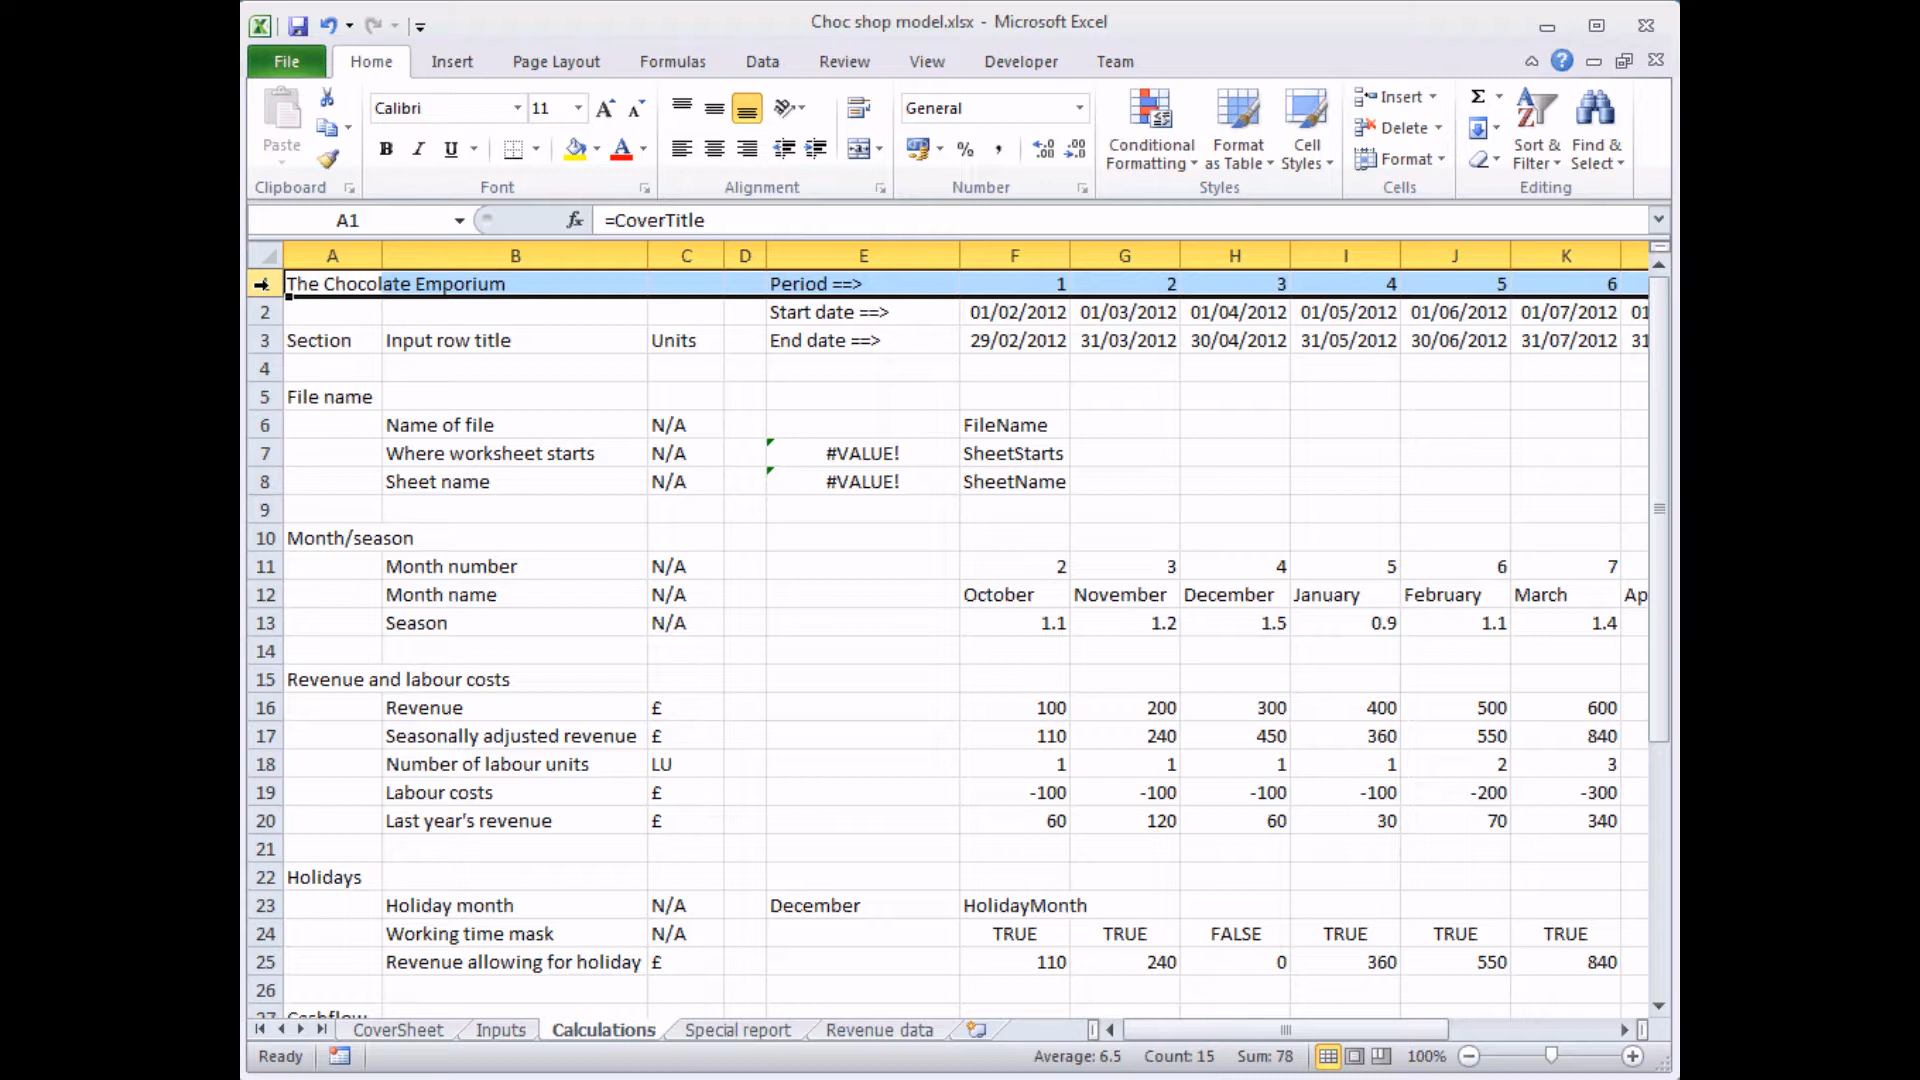 Choc shop model.xlsx - Microsoft Excel
File Home Insert Page Layout Formulas Data Review View Developer Team
Calibri 11 General
Paste
Conditional Formatting
Format as Table
Cell Styles
Insert
Delete
Format
Sort & Filter
Find & Select
Clipboard Font Alignment Number Styles Cells Editing
A1 fx =CoverTitle
A B C D E F G H I J K
The Chocolate Emporium Period ==> 1 2 3 4 5 6
2 Start date ==> 01/02/2012 01/03/2012 01/04/2012 01/05/2012 01/06/2012 01/07/2012 01
3 Section Input row title Units End date ==> 29/02/2012 31/03/2012 30/04/2012 31/05/2012 30/06/2012 31/07/2012 31
4
5 File name
6 Name of file N/A FileName
7 Where worksheet starts N/A #VALUE! SheetStarts
8 Sheet name N/A #VALUE! SheetName
9
10 Month/season
11 Month number N/A 2 3 4 5 6 7
12 Month name N/A October November December January February March Ap
13 Season N/A 1.1 1.2 1.5 0.9 1.1 1.4
14
15 Revenue and labour costs
16 Revenue £ 100 200 300 400 500 600
17 Seasonally adjusted revenue £ 110 240 450 360 550 840
18 Number of labour units LU 1 1 1 1 2 3
19 Labour costs £ -100 -100 -100 -100 -200 -300
20 Last year's revenue £ 60 120 60 30 70 340
21
22 Holidays
23 Holiday month N/A December HolidayMonth
24 Working time mask N/A TRUE TRUE FALSE TRUE TRUE TRUE
25 Revenue allowing for holiday £ 110 240 0 360 550 840
26
27 Cashflow
CoverSheet Inputs Calculations Special report Revenue data
Ready Average: 6.5 Count: 15 Sum: 78 100%